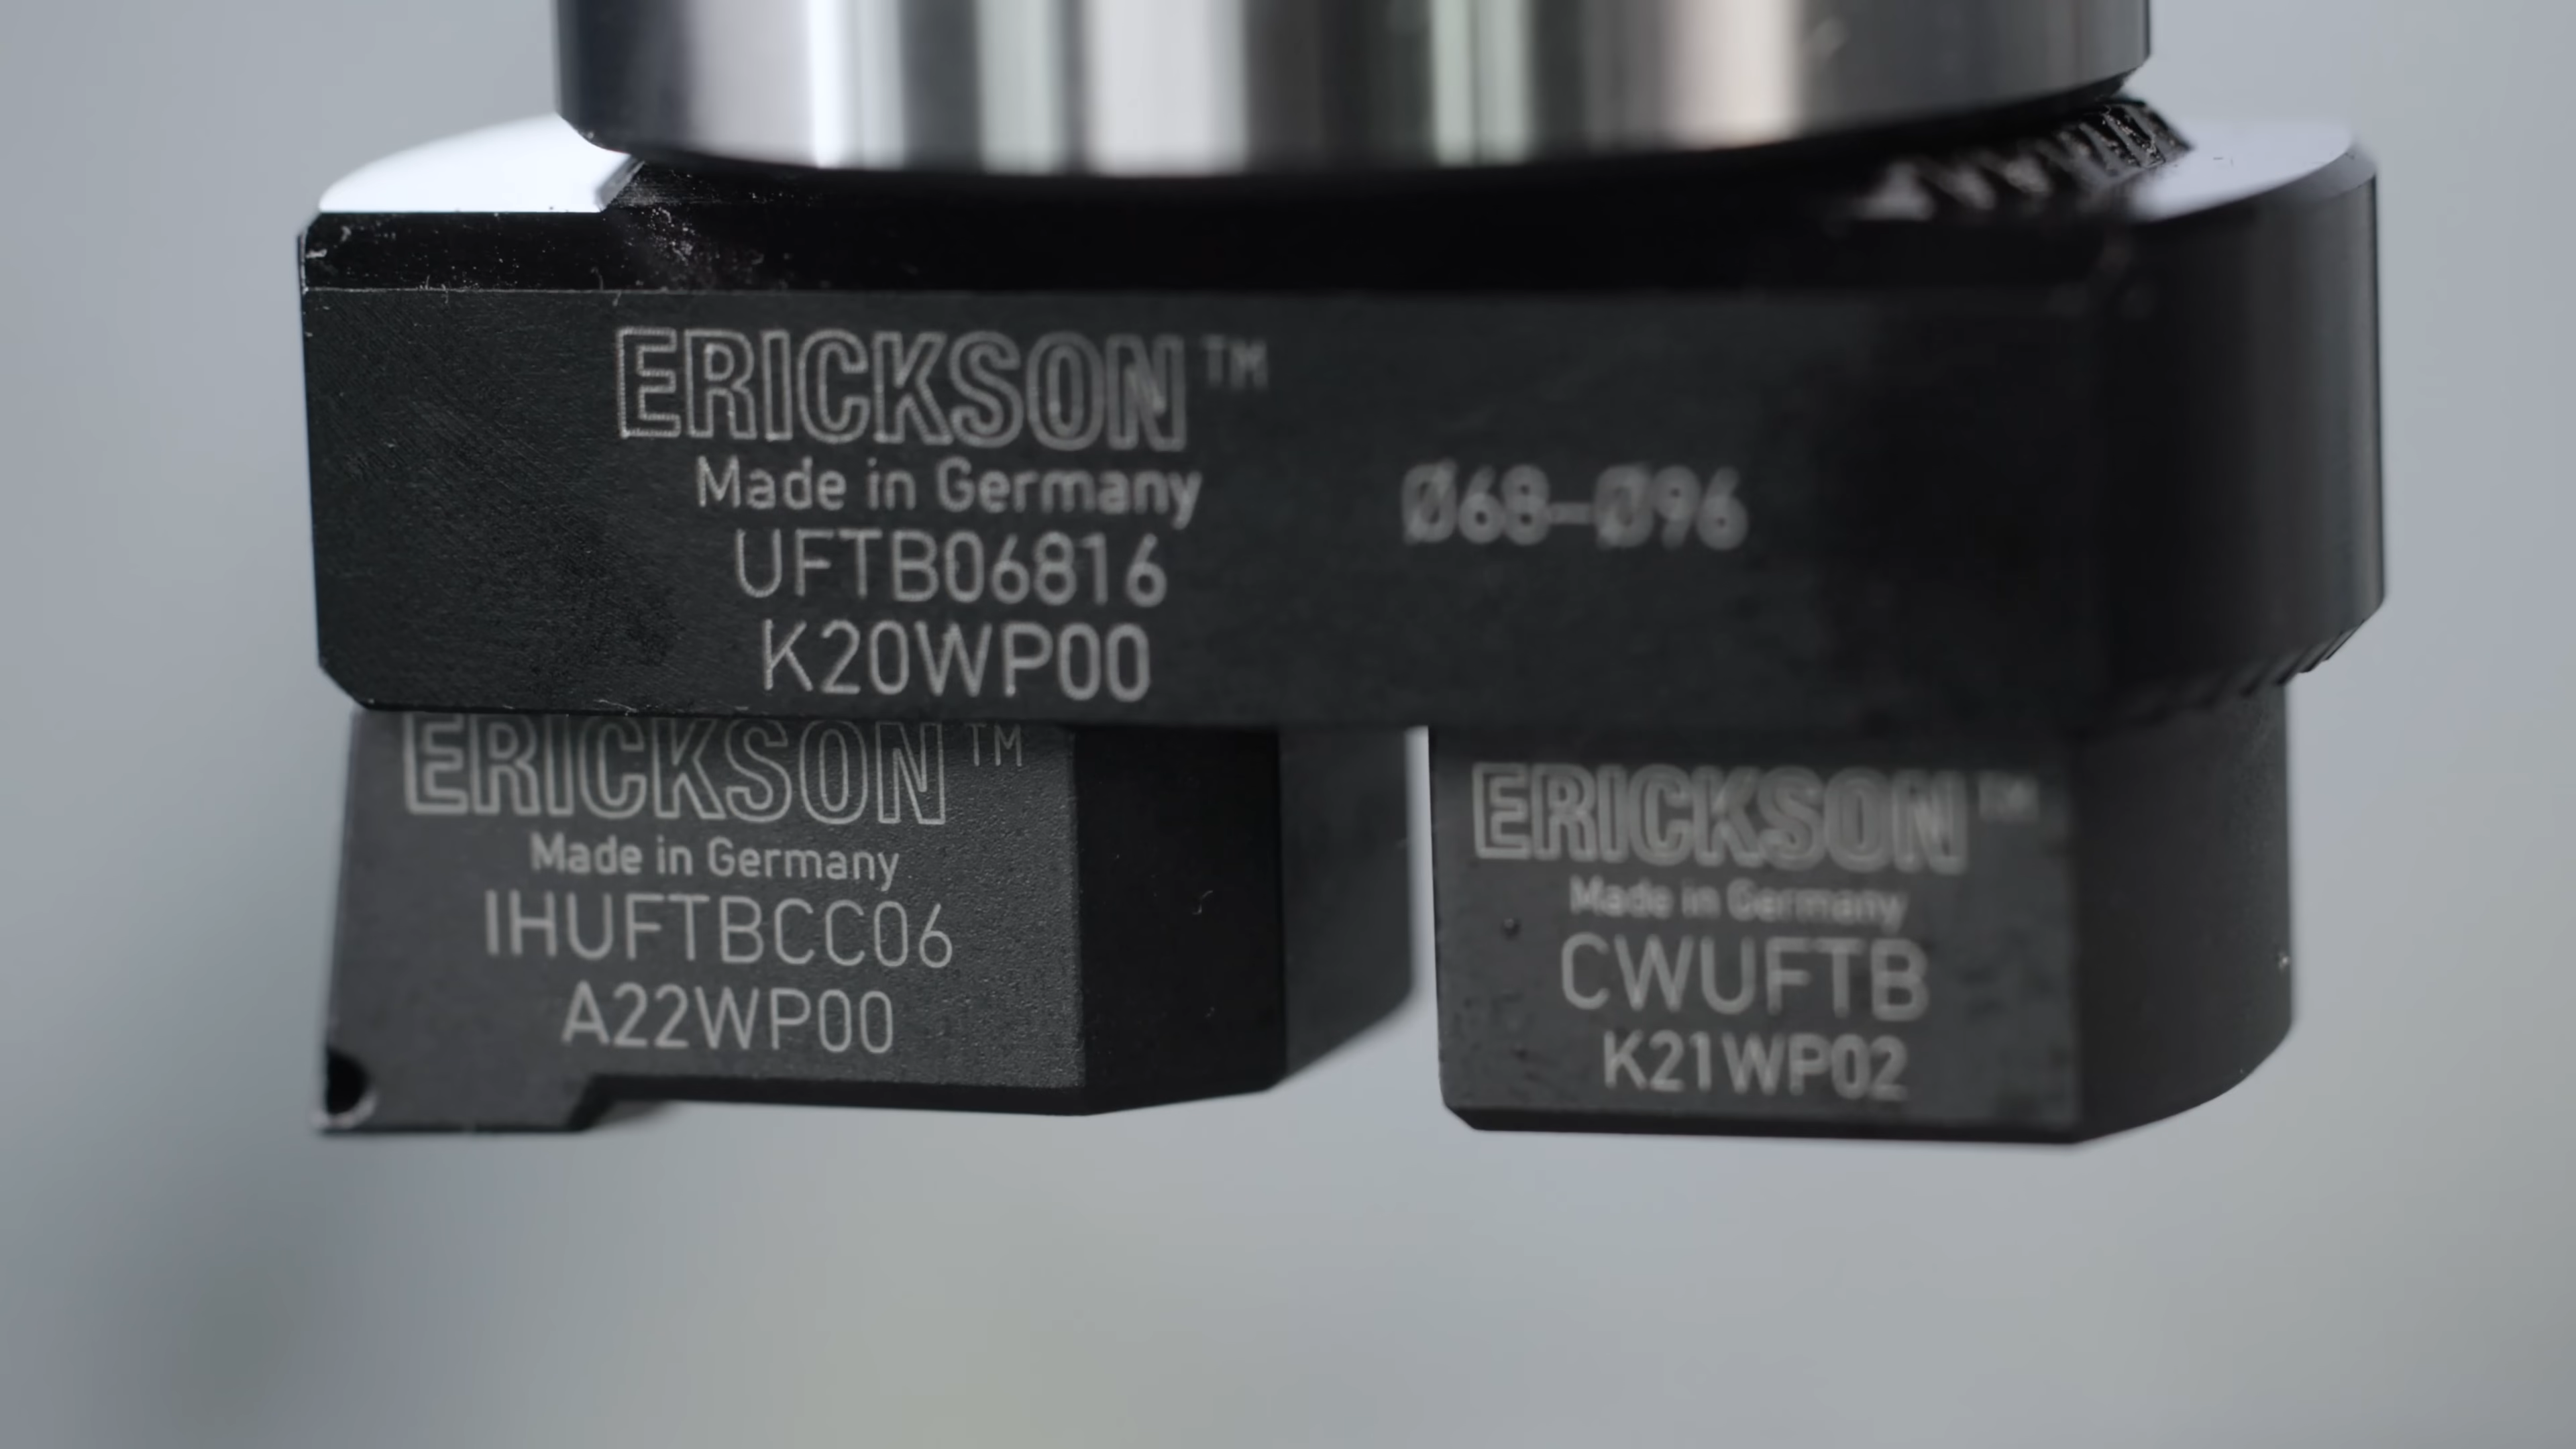 ERICKSON™
Made in Germany
UFTB06816
K20WP00
Ø68–Ø96
ERICKSON™
Made in Germany
IHUFTBCC06
A22WP00
ERICKSON™
Made in Germany
CWUFTB
K21WP02